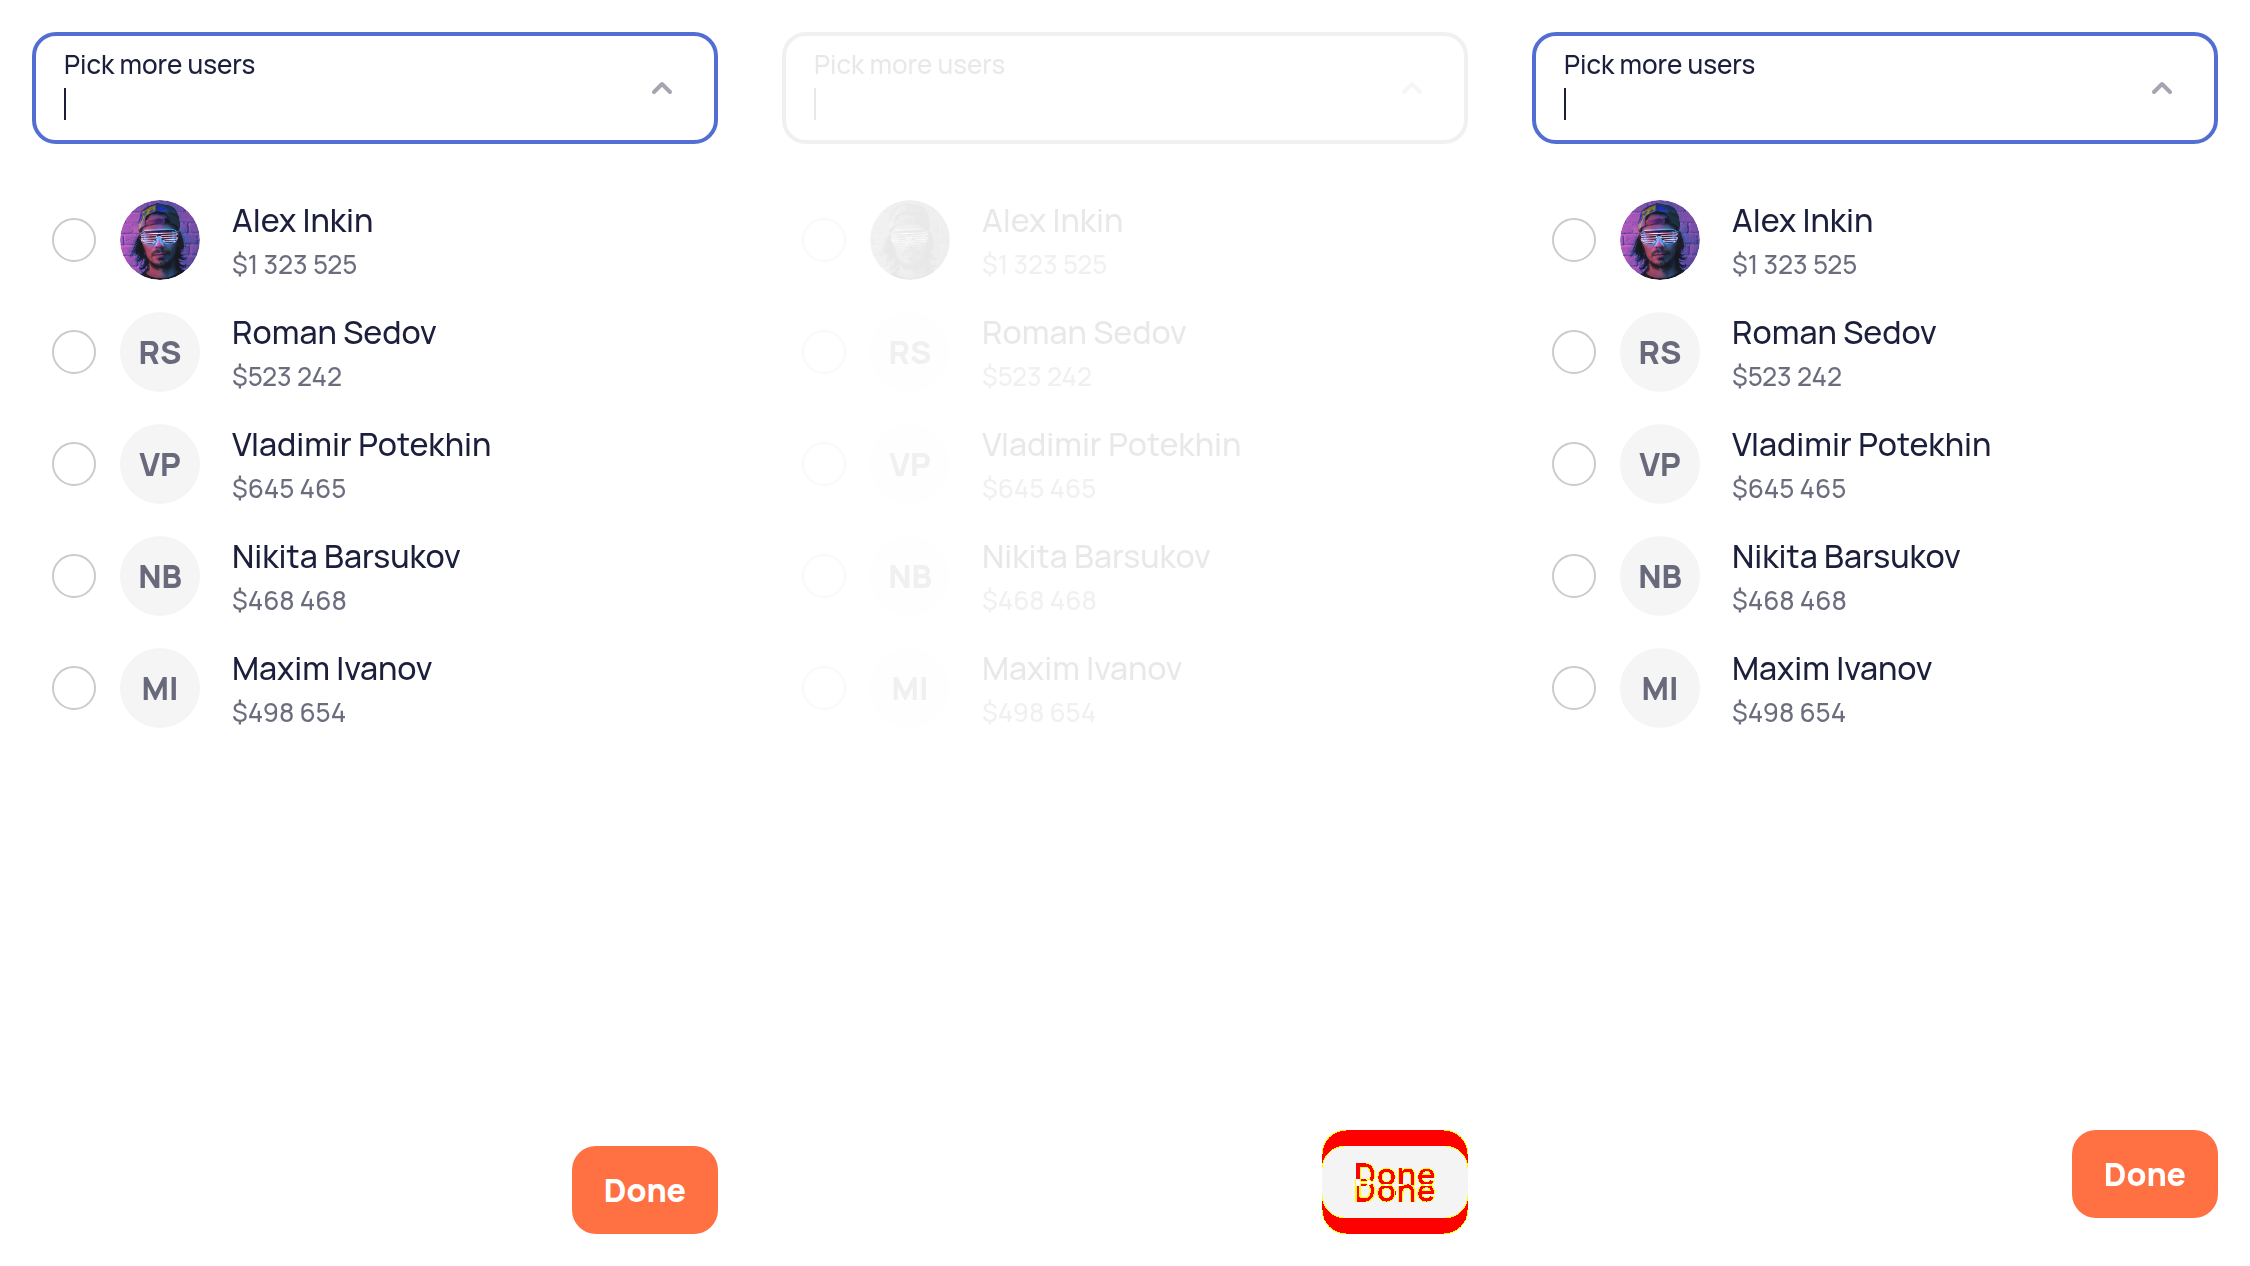 Pick more users
Alex Inkin
$1 323 525
RS
Roman Sedov
$523 242
VP
Vladimir Potekhin
$645 465
NB
Nikita Barsukov
$468 468
MI
Maxim Ivanov
$498 654
Done
Pick more users
Alex Inkin
$1 323 525
RS
Roman Sedov
$523 242
VP
Vladimir Potekhin
$645 465
NB
Nikita Barsukov
$468 468
MI
Maxim Ivanov
$498 654
Done
Done
Pick more users
Alex Inkin
$1 323 525
RS
Roman Sedov
$523 242
VP
Vladimir Potekhin
$645 465
NB
Nikita Barsukov
$468 468
MI
Maxim Ivanov
$498 654
Done